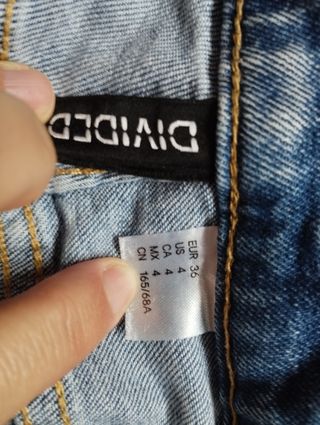 DIVIDED
EUR 36
US 4
CA 4
MX 4
CN 165/68A